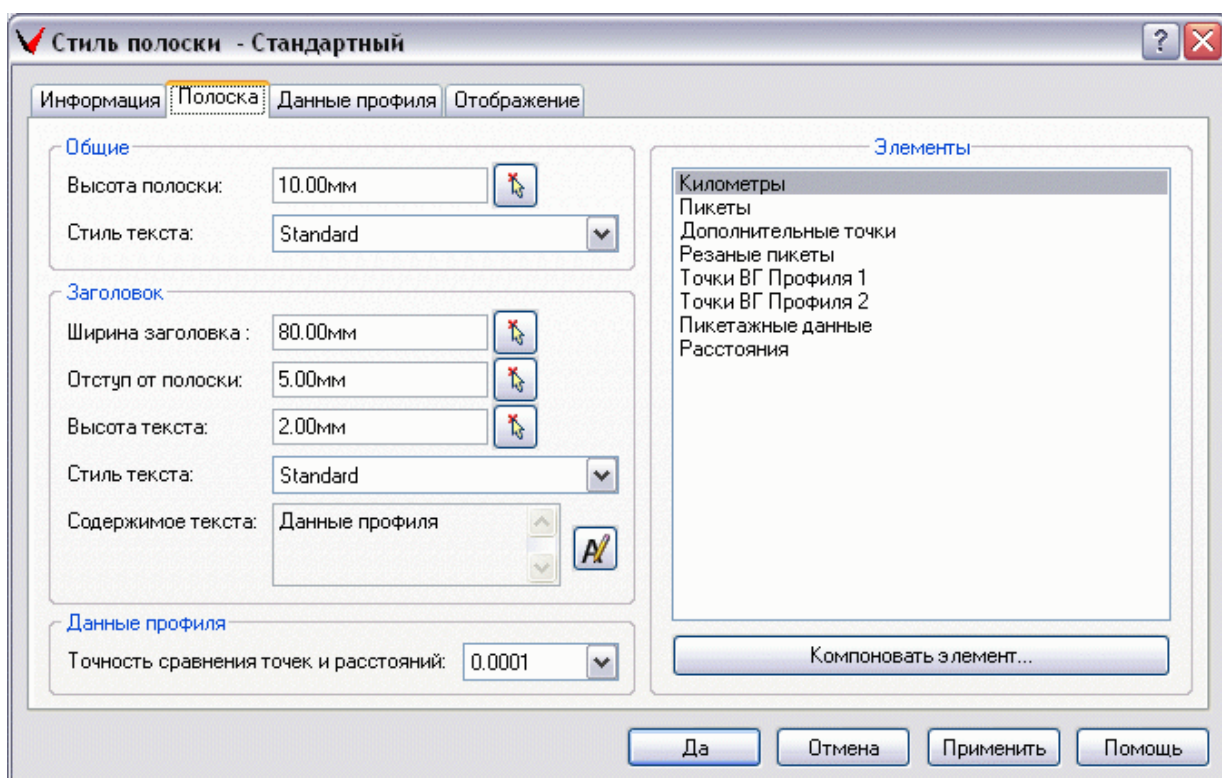 Стиль полоски - Стандартный
Информация Полоска Данные профиля Отображение
Общие
Высота полоски: 10.00мм
Стиль текста: Standard
Заголовок
Ширина заголовка : 80.00мм
Отступ от полоски: 5.00мм
Высота текста: 2.00мм
Стиль текста: Standard
Содержимое текста: Данные профиля
Данные профиля
Точность сравнения точек и расстояний: 0.0001
Элементы
Километры
Пикеты
Дополнительные точки
Резаные пикеты
Точки ВГ Профиля 1
Точки ВГ Профиля 2
Пикетажные данные
Расстояния
Компоновать элемент...
Да Отмена Применить Помощь